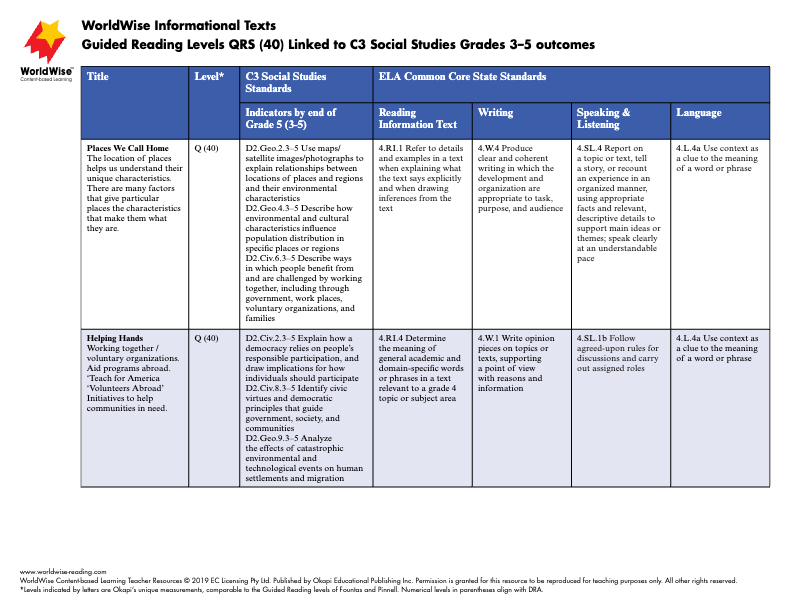 WorldWise Informational Texts
Guided Reading Levels QRS (40) Linked to C3 Social Studies Grades 3–5 outcomes
WorldWise™
Content-based Learning
Title
Level*
C3 Social Studies
Standards
ELA Common Core State Standards
Indicators by end of
Grade 5 (3-5)
Reading
Information Text
Writing
Speaking &
Listening
Language
Places We Call Home
The location of places
helps us understand their
unique characteristics.
There are many factors
that give particular
places the characteristics
that make them what
they are.
Q (40)
D2.Geo.2.3–5 Use maps/
satellite images/photographs to
explain relationships between
locations of places and regions
and their environmental
characteristics
D2.Geo.4.3–5 Describe how
environmental and cultural
characteristics influence
population distribution in
specific places or regions
D2.Civ.6.3–5 Describe ways
in which people benefit from
and are challenged by working
together, including through
government, work places,
voluntary organizations, and
families
4.RI.1 Refer to details
and examples in a text
when explaining what
the text says explicitly
and when drawing
inferences from the
text
4.W.4 Produce
clear and coherent
writing in which the
development and
organization are
appropriate to task,
purpose, and audience
4.SL.4 Report on
a topic or text, tell
a story, or recount
an experience in an
organized manner,
using appropriate
facts and relevant,
descriptive details to
support main ideas or
themes; speak clearly
at an understandable
pace
4.L.4a Use context as
a clue to the meaning
of a word or phrase
Helping Hands
Working together /
voluntary organizations.
Aid programs abroad.
‘Teach for America
‘Volunteers Abroad’
Initiatives to help
communities in need.
Q (40)
D2.Civ.2.3–5 Explain how a
democracy relies on people’s
responsible participation, and
draw implications for how
individuals should participate
D2.Civ.8.3–5 Identify civic
virtues and democratic
principles that guide
government, society, and
communities
D2.Geo.9.3–5 Analyze
the effects of catastrophic
environmental and
technological events on human
settlements and migration
4.RI.4 Determine
the meaning of
general academic and
domain-specific words
or phrases in a text
relevant to a grade 4
topic or subject area
4.W.1 Write opinion
pieces on topics or
texts, supporting
a point of view
with reasons and
information
4.SL.1b Follow
agreed-upon rules for
discussions and carry
out assigned roles
4.L.4a Use context as
a clue to the meaning
of a word or phrase
www.worldwise-reading.com
WorldWise Content-based Learning Teacher Resources © 2019 EC Licensing Pty Ltd. Published by Okapi Educational Publishing Inc. Permission is granted for this resource to be reproduced for teaching purposes only. All other rights reserved.
*Levels indicated by letters are Okapi’s unique measurements, comparable to the Guided Reading levels of Fountas and Pinnell. Numerical levels in parentheses align with DRA.